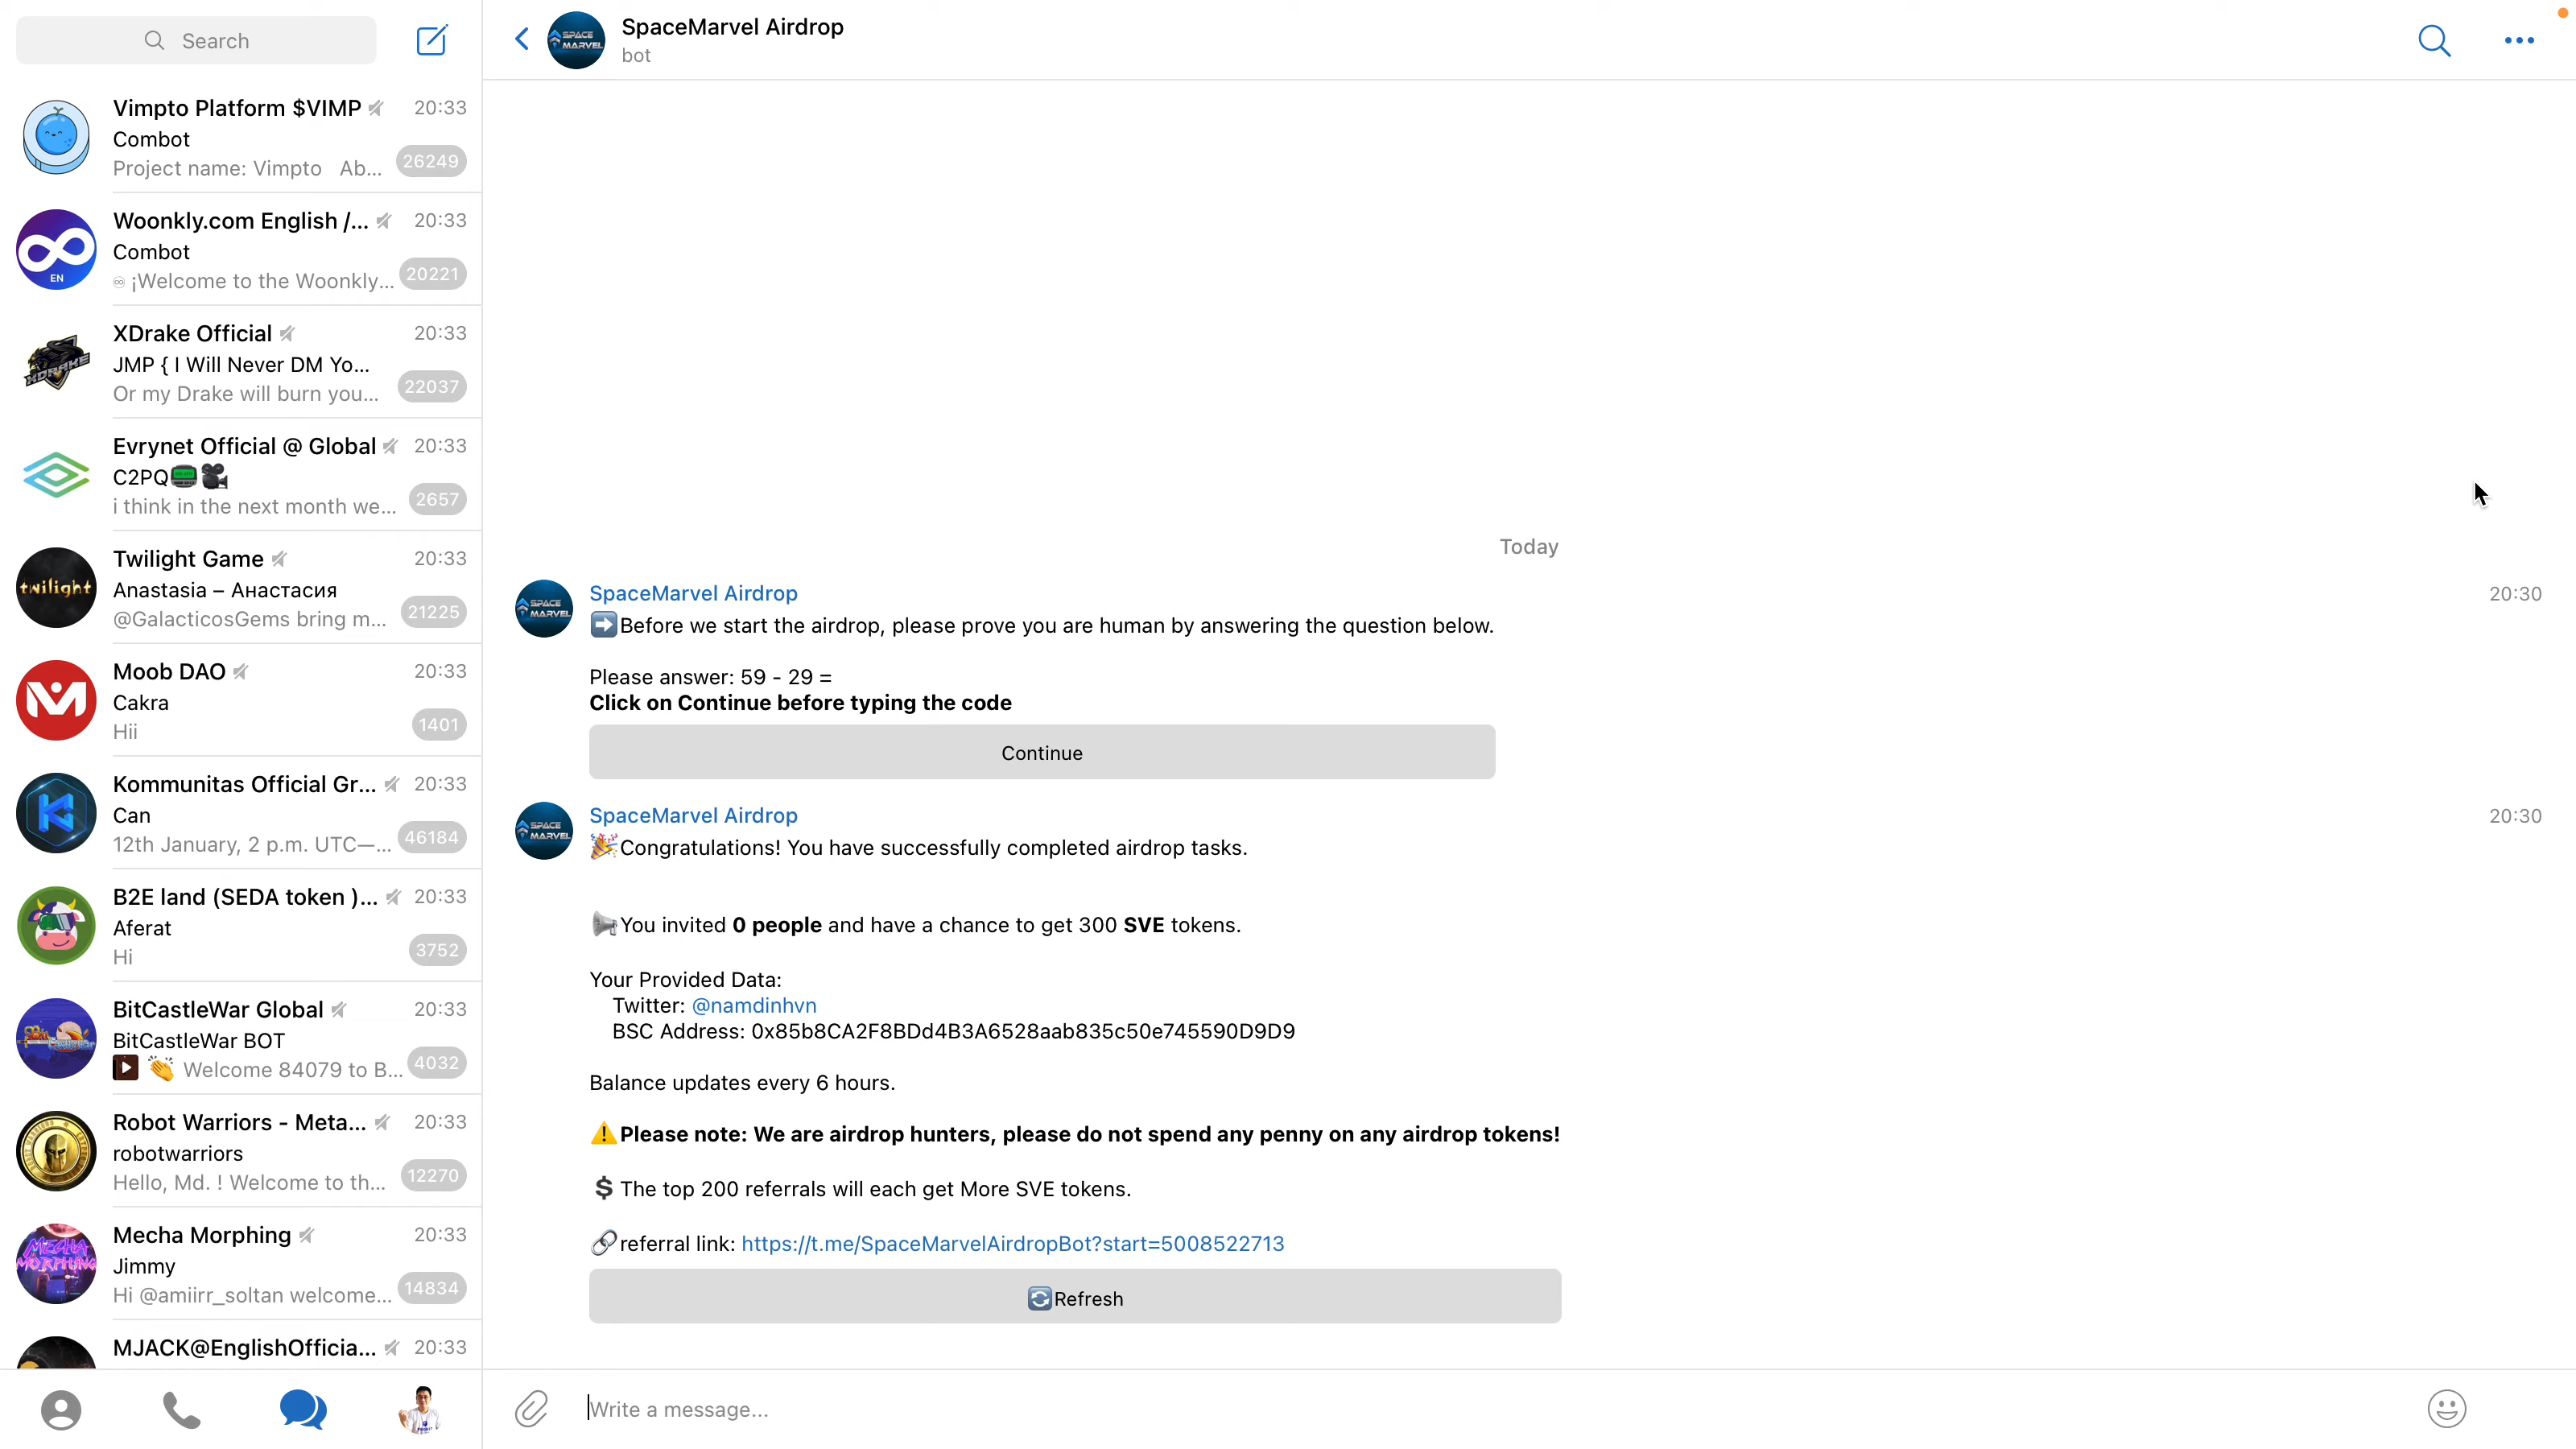 Search
Vimpto Platform $VIMP 20:33
Combot
Project name: Vimpto Ab... 26249
Woonkly.com English /... 20:33
Combot
♾ ¡Welcome to the Woonkly... 20221
EN
XDrake Official 20:33
JMP { I Will Never DM Yo...
Or my Drake will burn you... 22037
XDRAKE
Evrynet Official @ Global 20:33
C2PQ📟🎥
i think in the next month we... 2657
Twilight Game 20:33
twilight
Anastasia – Анастасия
@GalacticosGems bring m... 21225
Moob DAO 20:33
Cakra
Hii 1401
Kommunitas Official Gr... 20:33
Can
12th January, 2 p.m. UTC—... 46184
B2E land (SEDA token )... 20:33
Aferat
Hi 3752
BitCastleWar Global 20:33
BitCastleWar BOT
👏 Welcome 84079 to B... 4032
Robot Warriors - Meta... 20:33
robotwarriors
Hello, Md. ! Welcome to th... 12270
Mecha Morphing 20:33
MECHA
MORPHING
Jimmy
Hi @amiirr_soltan welcome... 14834
MJACK@EnglishOfficia... 20:33
SPACE
MARVEL
SpaceMarvel Airdrop
bot
Today
SPACE
MARVEL
SpaceMarvel Airdrop 20:30
➡️Before we start the airdrop, please prove you are human by answering the question below.
Please answer: 59 - 29 =
Click on Continue before typing the code
Continue
SPACE
MARVEL
SpaceMarvel Airdrop 20:30
🎉Congratulations! You have successfully completed airdrop tasks.
📢You invited 0 people and have a chance to get 300 SVE tokens.
Your Provided Data:
Twitter: @namdinhvn
BSC Address: 0x85b8CA2F8BDd4B3A6528aab835c50e745590D9D9
Balance updates every 6 hours.
⚠️Please note: We are airdrop hunters, please do not spend any penny on any airdrop tokens!
💲The top 200 referrals will each get More SVE tokens.
🔗referral link: https://t.me/SpaceMarvelAirdropBot?start=5008522713
🔄Refresh
Write a message...